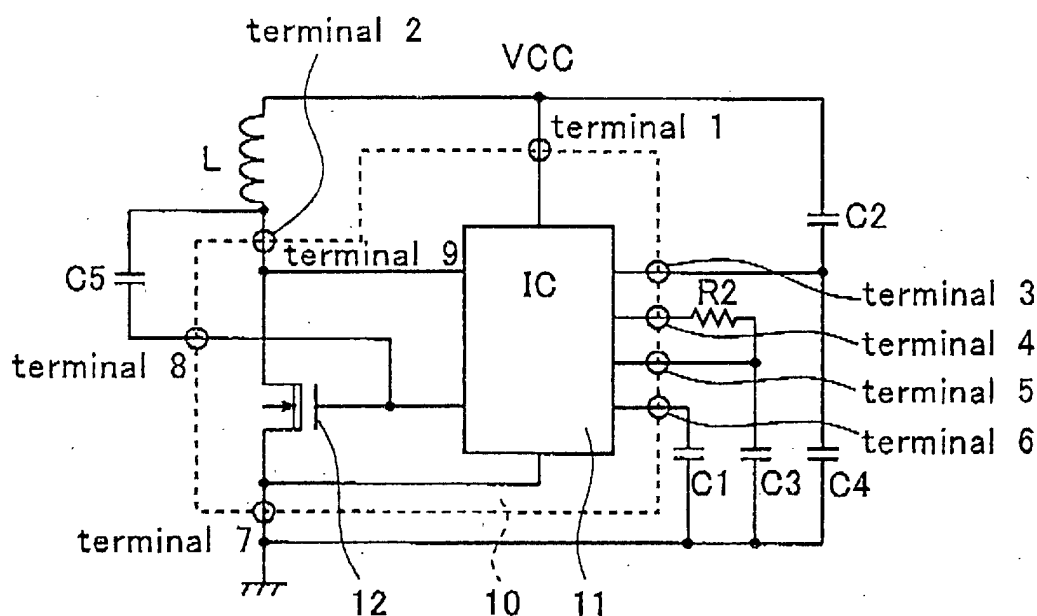 terminal 2
VCC
terminal 1
L
C2
terminal 9
C5
IC
R2
terminal 3
terminal 4
terminal 8
terminal 5
terminal 6
C1 C3 C4
terminal 7
12 10 11